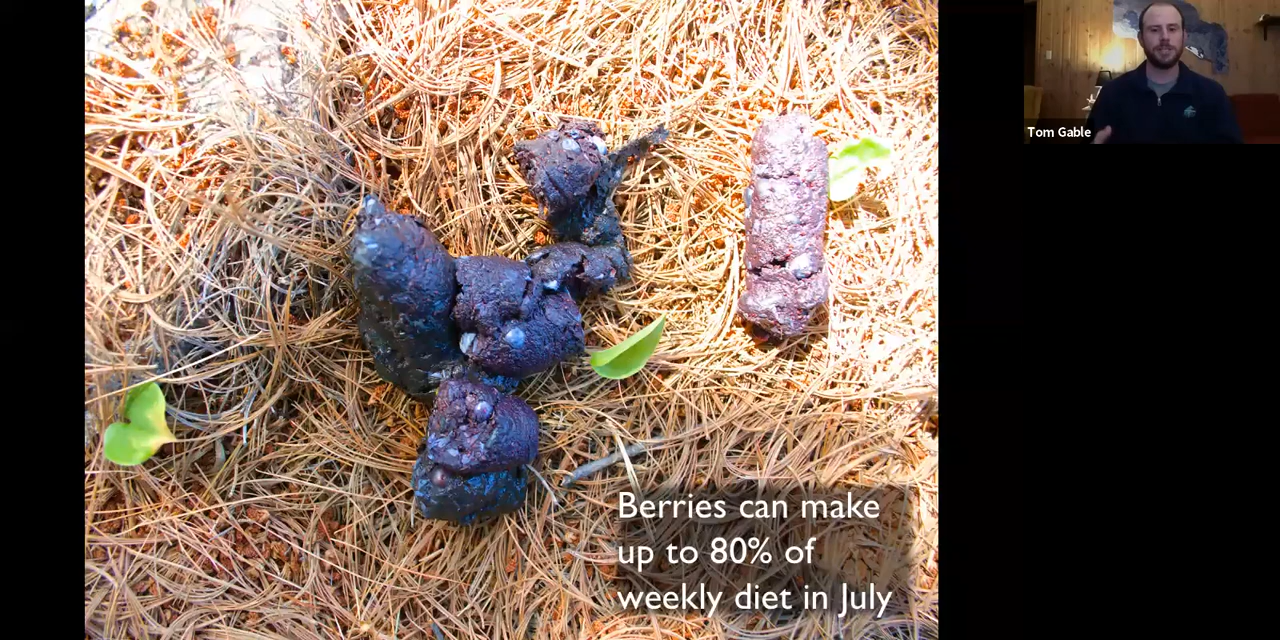 Tom Gable
Berries can make
up to 80% of
weekly diet in July